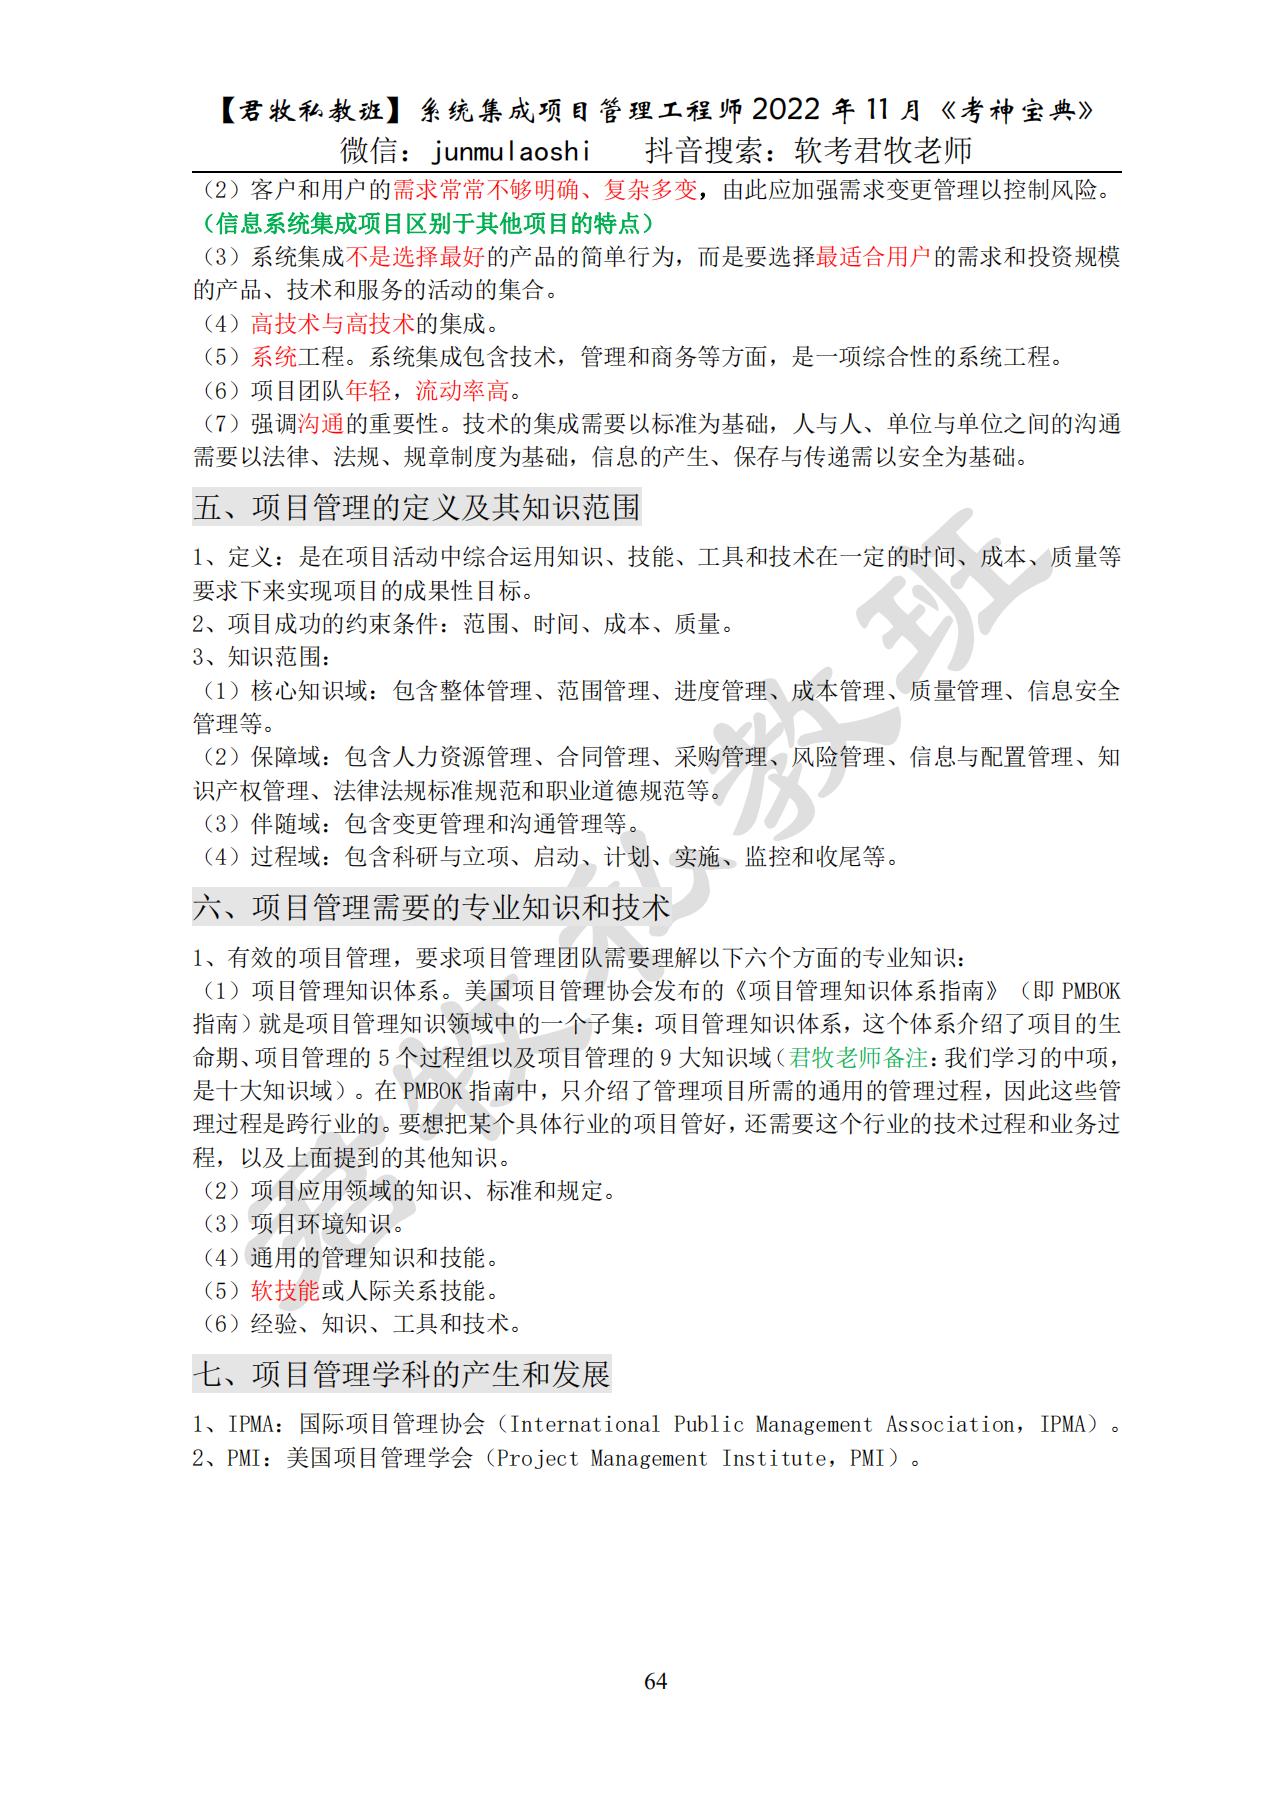 【君牧私教班】系统集成项目管理工程师 2022 年 11 月《考神宝典》
微信：junmulaoshi 抖音搜索：软考君牧老师
（2）客户和用户的需求常常不够明确、复杂多变，由此应加强需求变更管理以控制风险。
（信息系统集成项目区别于其他项目的特点）
（3）系统集成不是选择最好的产品的简单行为，而是要选择最适合用户的需求和投资规模
的产品、技术和服务的活动的集合。
（4）高技术与高技术的集成。
（5）系统工程。系统集成包含技术，管理和商务等方面，是一项综合性的系统工程。
（6）项目团队年轻，流动率高。
（7）强调沟通的重要性。技术的集成需要以标准为基础，人与人、单位与单位之间的沟通
需要以法律、法规、规章制度为基础，信息的产生、保存与传递需以安全为基础。
五、项目管理的定义及其知识范围
1、定义：是在项目活动中综合运用知识、技能、工具和技术在一定的时间、成本、质量等
要求下来实现项目的成果性目标。
2、项目成功的约束条件：范围、时间、成本、质量。
3、知识范围：
（1）核心知识域：包含整体管理、范围管理、进度管理、成本管理、质量管理、信息安全
管理等。
（2）保障域：包含人力资源管理、合同管理、采购管理、风险管理、信息与配置管理、知
识产权管理、法律法规标准规范和职业道德规范等。
（3）伴随域：包含变更管理和沟通管理等。
（4）过程域：包含科研与立项、启动、计划、实施、监控和收尾等。
六、项目管理需要的专业知识和技术
1、有效的项目管理，要求项目管理团队需要理解以下六个方面的专业知识：
（1）项目管理知识体系。美国项目管理协会发布的《项目管理知识体系指南》（即 PMBOK
指南）就是项目管理知识领域中的一个子集：项目管理知识体系，这个体系介绍了项目的生
命期、项目管理的 5 个过程组以及项目管理的 9 大知识域（君牧老师备注：我们学习的中项，
是十大知识域）。在 PMBOK 指南中，只介绍了管理项目所需的通用的管理过程，因此这些管
理过程是跨行业的。要想把某个具体行业的项目管好，还需要这个行业的技术过程和业务过
程，以及上面提到的其他知识。
（2）项目应用领域的知识、标准和规定。
（3）项目环境知识。
（4）通用的管理知识和技能。
（5）软技能或人际关系技能。
（6）经验、知识、工具和技术。
七、项目管理学科的产生和发展
1、IPMA：国际项目管理协会（International Public Management Association，IPMA）。
2、PMI：美国项目管理学会（Project Management Institute，PMI）。
君牧私教班
64